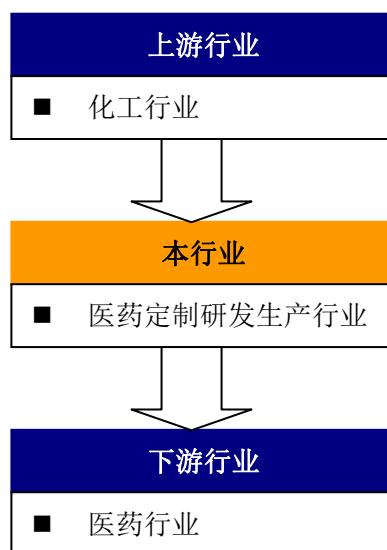 上游行业
■ 化工行业
本行业
■ 医药定制研发生产行业
下游行业
■ 医药行业